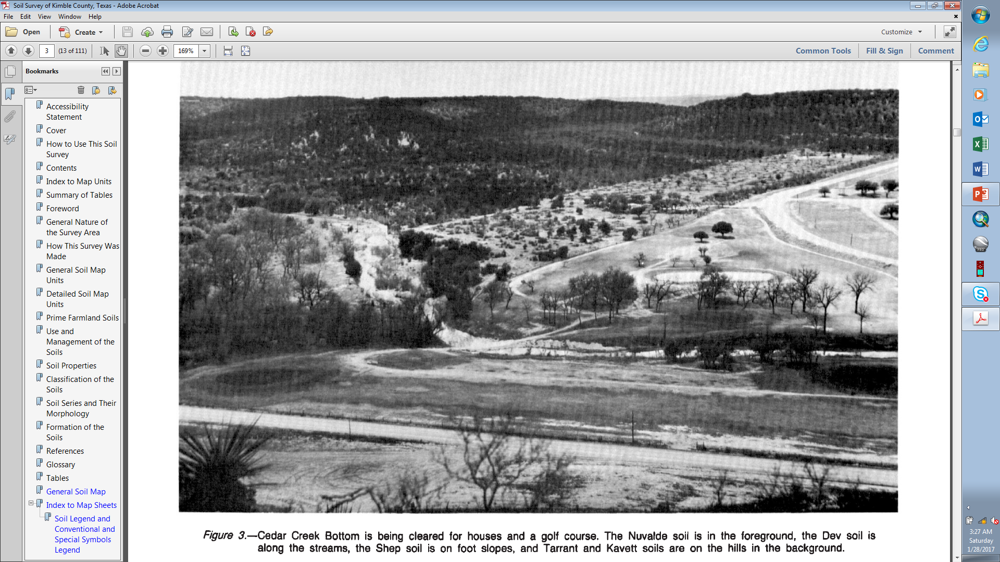 Soil Survey of Kimble County, Texas - Adobe Acrobat
File Edit View Window Help
Open Create Customize
3 (13 of 111) 169% Common Tools Fill & Sign Comment
Bookmarks
Accessibility
Statement
Cover
How to Use This Soil
Survey
Contents
Index to Map Units
Summary of Tables
Foreword
General Nature of
the Survey Area
How This Survey Was
Made
General Soil Map
Units
Detailed Soil Map
Units
Prime Farmland Soils
Use and
Management of the
Soils
Soil Properties
Classification of the
Soils
Soil Series and Their
Morphology
Formation of the
Soils
References
Glossary
Tables
General Soil Map
Index to Map Sheets
Soil Legend and
Conventional and
Special Symbols
Legend
Figure 3.—Cedar Creek Bottom is being cleared for houses and a golf course. The Nuvalde soil is in the foreground, the Dev soil is
along the streams, the Shep soil is on foot slopes, and Tarrant and Kavett soils are on the hills in the background.
PRO
3:27 AM
Saturday
1/28/2017